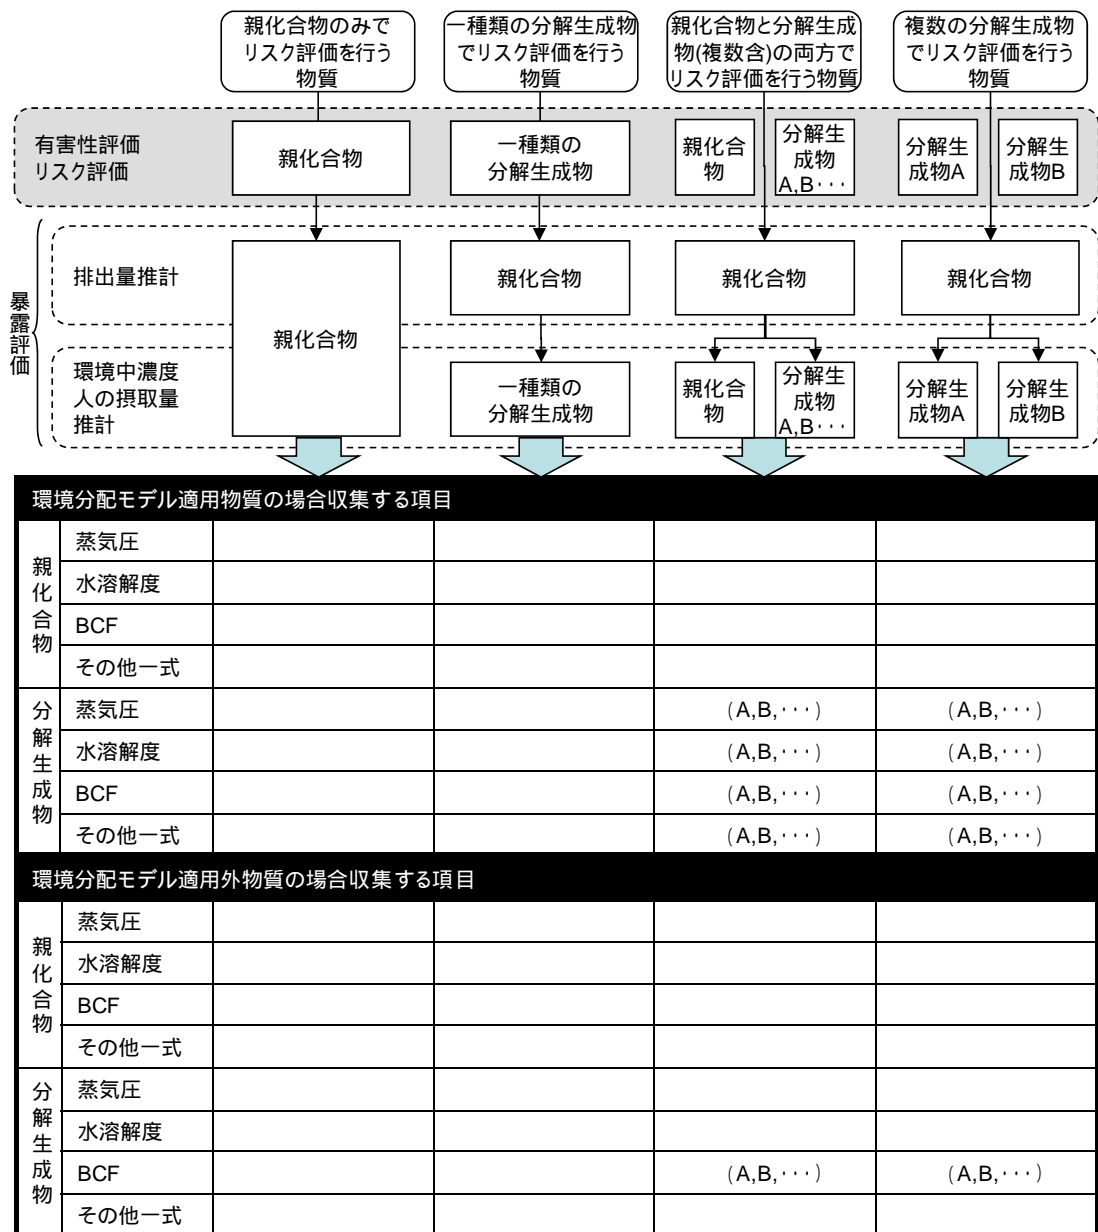 親化合物のみで
リスク評価を行う
物質
一種類の分解生成物
でリスク評価を行う
物質
親化合物と分解生成
物(複数含)の両方で
リスク評価を行う物質
複数の分解生成物
でリスク評価を行う
物質
有害性評価
リスク評価
親化合物
一種類の
分解生成物
親化合
物
分解生
成物
A,B･･･
分解生
成物A
分解生
成物B
暴露評価
排出量推計
親化合物
親化合物
親化合物
親化合物
環境中濃度
人の摂取量
推計
一種類の
分解生成物
親化合
物
分解生
成物
A,B･･･
分解生
成物A
分解生
成物B
環境分配モデル適用物質の場合収集する項目
親化合物
蒸気圧
水溶解度
BCF
その他一式
分解生成物
蒸気圧 (A,B,･･･) (A,B,･･･)
水溶解度 (A,B,･･･) (A,B,･･･)
BCF (A,B,･･･) (A,B,･･･)
その他一式 (A,B,･･･) (A,B,･･･)
環境分配モデル適用外物質の場合収集する項目
親化合物
蒸気圧
水溶解度
BCF
その他一式
分解生成物
蒸気圧
水溶解度
BCF (A,B,･･･) (A,B,･･･)
その他一式